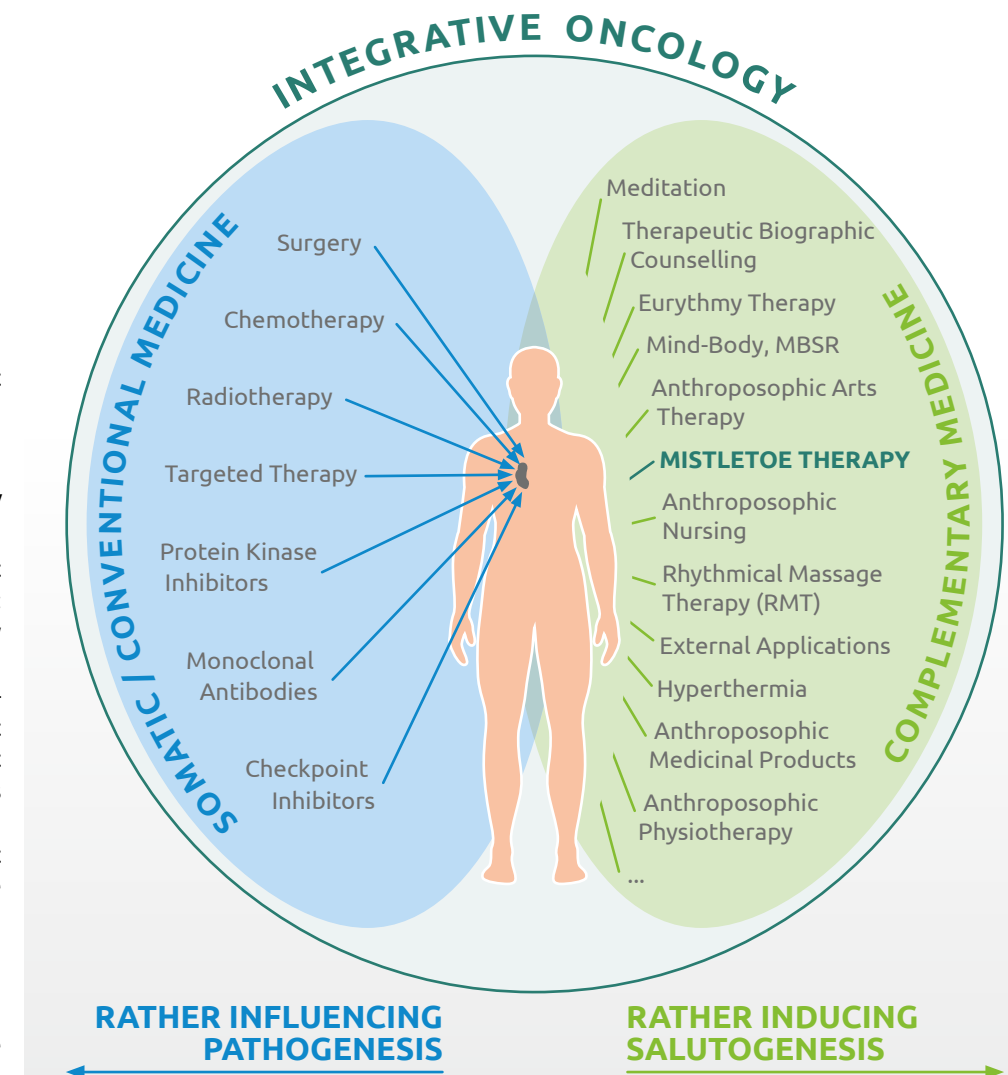 INTEGRATIVE ONCOLOGY
SOMATIC / CONVENTIONAL MEDICINE
Surgery
Chemotherapy
Radiotherapy
Targeted Therapy
Protein Kinase
Inhibitors
Monoclonal
Antibodies
Checkpoint
Inhibitors
Meditation
Therapeutic Biographic
Counselling
Eurythmy Therapy
Mind-Body, MBSR
Anthroposophic Arts
Therapy
MISTLETOE THERAPY
Anthroposophic
Nursing
Rhythmical Massage
Therapy (RMT)
External Applications
Hyperthermia
Anthroposophic
Medicinal Products
Anthroposophic
Physiotherapy
...
COMPLEMENTARY MEDICINE
RATHER INFLUENCING
PATHOGENESIS
RATHER INDUCING
SALUTOGENESIS